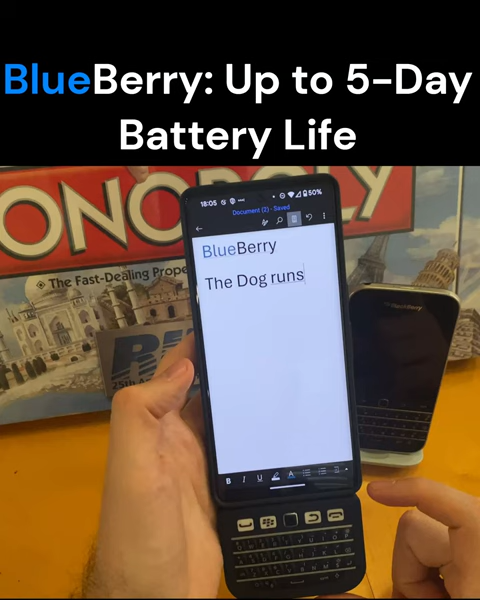 BlueBerry: Up to 5-Day
Battery Life
ONOPOLY
The Fast-Dealing Prope
25th A
18:05
50%
Document (2) - Saved
BlueBerry
The Dog runs
BlackBerry
B I U A